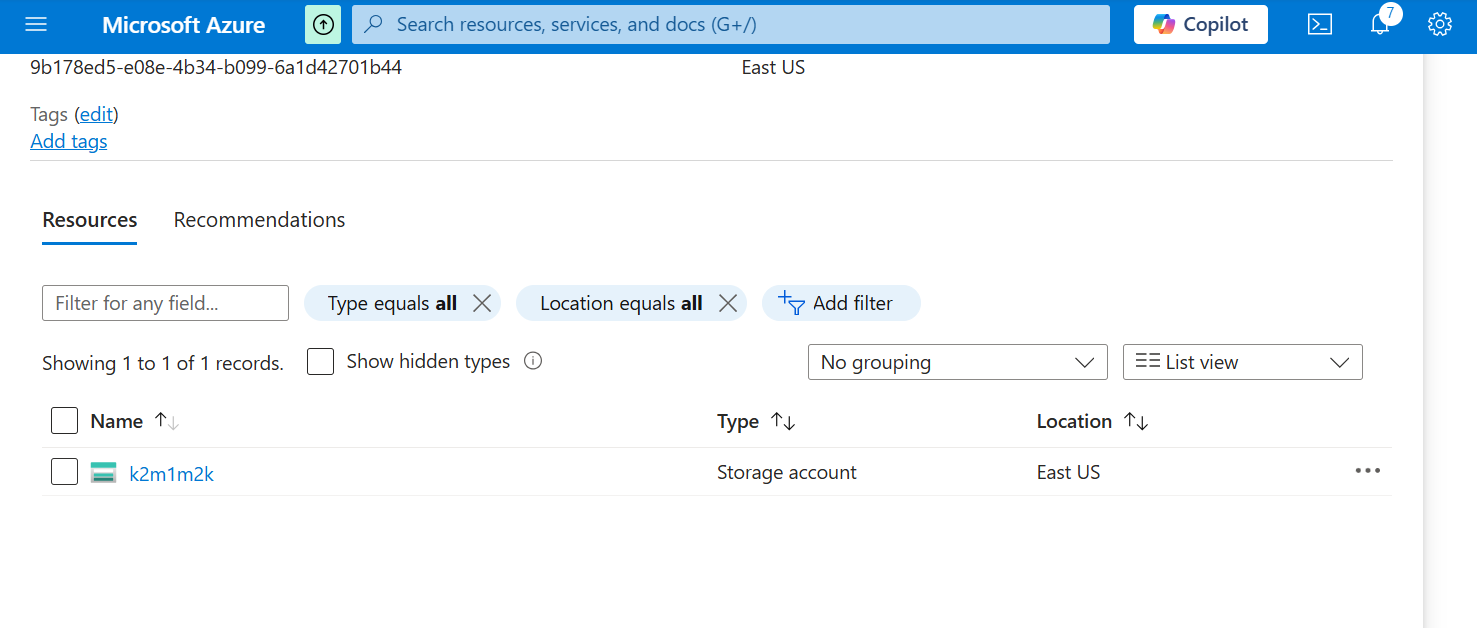 Microsoft Azure
Search resources, services, and docs (G+/)
Copilot
7
9b178ed5-e08e-4b34-b099-6a1d42701b44
East US
Tags (edit)
Add tags
Resources
Recommendations
Filter for any field...
Type equals all
Location equals all
Add filter
Showing 1 to 1 of 1 records.
Show hidden types
No grouping
List view
Name
Type
Location
k2m1m2k
Storage account
East US